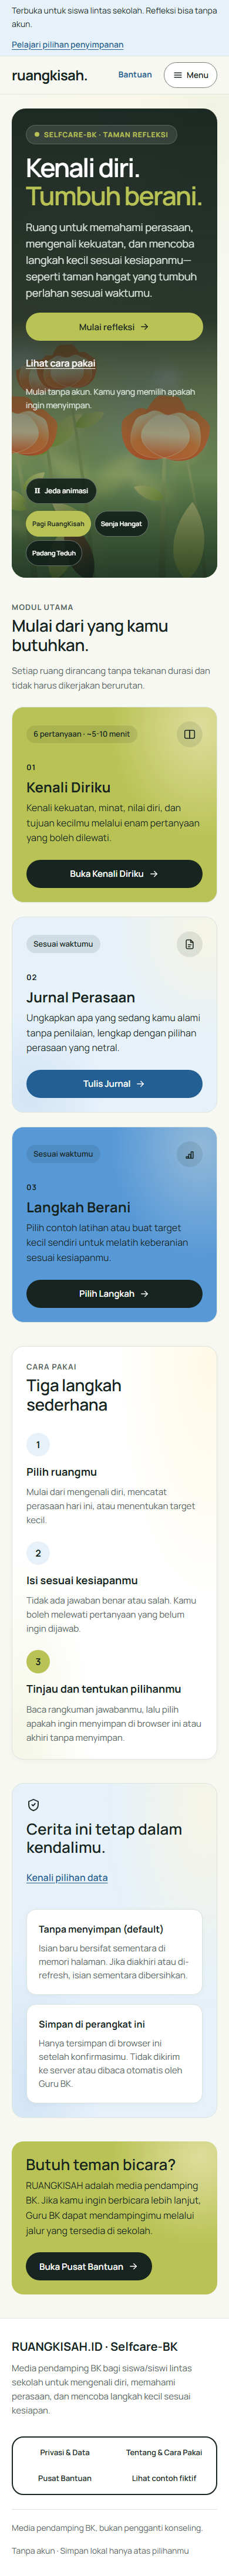 Terbuka untuk siswa lintas sekolah. Refleksi bisa tanpa
akun.
Pelajari pilihan penyimpanan
ruangkisah.
Bantuan
Menu
SELFCARE-BK · TAMAN REFLEKSI
Kenali diri.
Tumbuh berani.
Ruang untuk memahami perasaan,
mengenali kekuatan, dan mencoba
langkah kecil sesuai kesiapanmu—
seperti taman hangat yang tumbuh
perlahan sesuai waktumu.
Mulai refleksi →
Lihat cara pakai
Mulai tanpa akun. Kamu yang memilih apakah
ingin menyimpan.
Jeda animasi
Pagi RuangKisah
Senja Hangat
Padang Teduh
MODUL UTAMA
Mulai dari yang kamu
butuhkan.
Setiap ruang dirancang tanpa tekanan durasi dan
tidak harus dikerjakan berurutan.
6 pertanyaan · ~5-10 menit
01
Kenali Diriku
Kenali kekuatan, minat, nilai diri, dan
tujuan kecilmu melalui enam pertanyaan
yang boleh dilewati.
Buka Kenali Diriku →
Sesuai waktumu
02
Jurnal Perasaan
Ungkapkan apa yang sedang kamu alami
tanpa penilaian, lengkap dengan pilihan
perasaan yang netral.
Tulis Jurnal →
Sesuai waktumu
03
Langkah Berani
Pilih contoh latihan atau buat target
kecil sendiri untuk melatih keberanian
sesuai kesiapanmu.
Pilih Langkah →
CARA PAKAI
Tiga langkah
sederhana
1
Pilih ruangmu
Mulai dari mengenali diri, mencatat
perasaan hari ini, atau menentukan target
kecil.
2
Isi sesuai kesiapanmu
Tidak ada jawaban benar atau salah. Kamu
boleh melewati pertanyaan yang belum
ingin dijawab.
3
Tinjau dan tentukan pilihanmu
Baca rangkuman jawabanmu, lalu pilih
apakah ingin menyimpan di browser ini atau
akhiri tanpa menyimpan.
Cerita ini tetap dalam
kendalimu.
Kenali pilihan data
Tanpa menyimpan (default)
Isian baru bersifat sementara di
memori halaman. Jika diakhiri atau di-
refresh, isian sementara dibersihkan.
Simpan di perangkat ini
Hanya tersimpan di browser ini
setelah konfirmasimu. Tidak dikirim
ke server atau dibaca otomatis oleh
Guru BK.
Butuh teman bicara?
RUANGKISAH adalah media pendamping
BK. Jika kamu ingin berbicara lebih lanjut,
Guru BK dapat mendampingimu melalui
jalur yang tersedia di sekolah.
Buka Pusat Bantuan →
RUANGKISAH.ID · Selfcare-BK
Media pendamping BK bagi siswa/siswi lintas
sekolah untuk mengenali diri, memahami
perasaan, dan mencoba langkah kecil sesuai
kesiapan.
Privasi & Data
Tentang & Cara Pakai
Pusat Bantuan
Lihat contoh fiktif
Media pendamping BK, bukan pengganti konseling.
Tanpa akun · Simpan lokal hanya atas pilihanmu